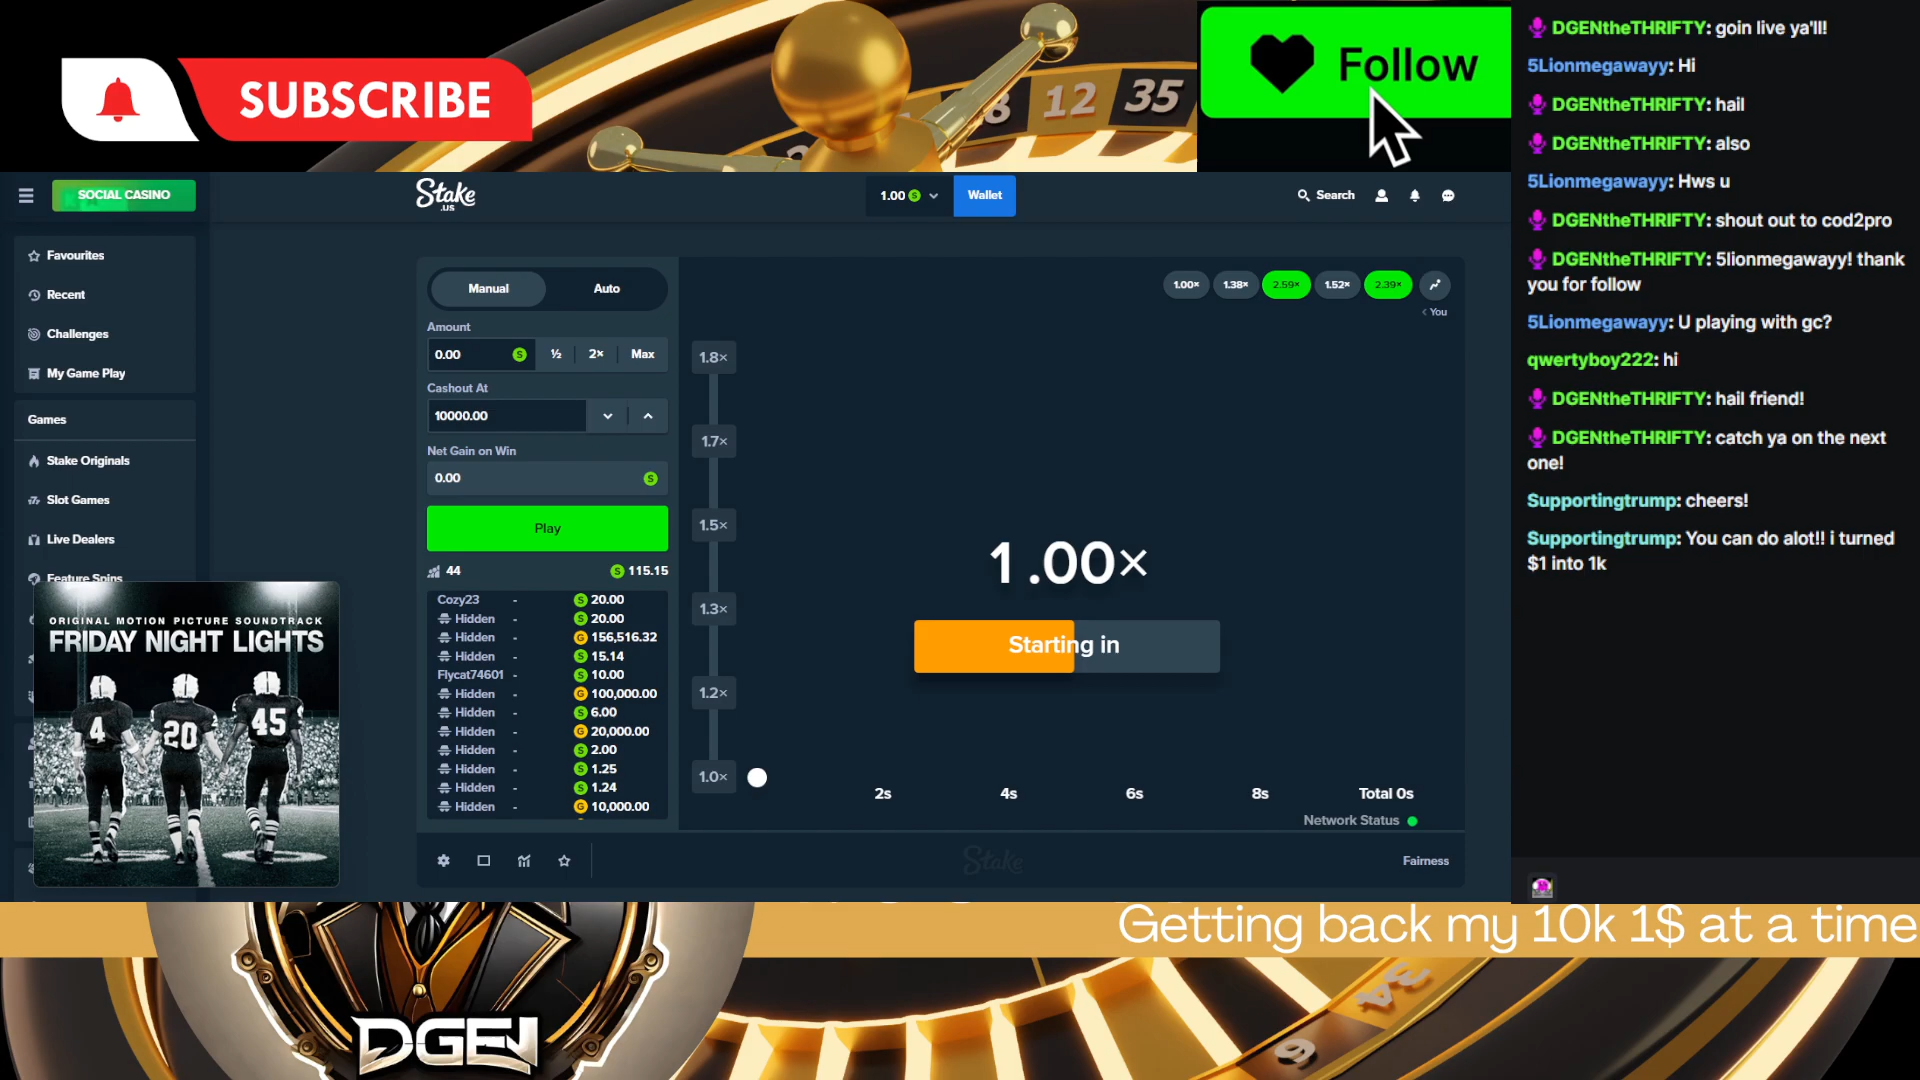 SUBSCRIBE
12
35
Follow
SOCIAL CASINO
Stake
.US
1.00
Wallet
Search
Favourites
Recent
Challenges
My Game Play
Games
Stake Originals
Slot Games
Live Dealers
Feature Spins
Manual
Auto
Amount
0.00
½
2×
Max
Cashout At
10000.00
Net Gain on Win
0.00
Play
44
115.15
Cozy23 - 20.00
Hidden - 20.00
Hidden - 156,516.32
Hidden - 15.14
Flycat74601 - 10.00
Hidden - 100,000.00
Hidden - 6.00
Hidden - 20,000.00
Hidden - 2.00
Hidden - 1.25
Hidden - 1.24
Hidden - 10,000.00
1.00×
1.38×
2.59×
1.52×
2.39×
You
1.8×
1.7×
1.5×
1.3×
1.2×
1.0×
1.00×
Starting in
2s
4s
6s
8s
Total 0s
Network Status
Stake
Fairness
ORIGINAL MOTION PICTURE SOUNDTRACK
FRIDAY NIGHT LIGHTS
4
20
45
DGENtheTHRIFTY: goin live ya'll!
5Lionmegawayy: Hi
DGENtheTHRIFTY: hail
DGENtheTHRIFTY: also
5Lionmegawayy: Hws u
DGENtheTHRIFTY: shout out to cod2pro
DGENtheTHRIFTY: 5lionmegawayy! thank
you for follow
5Lionmegawayy: U playing with gc?
qwertyboy222: hi
DGENtheTHRIFTY: hail friend!
DGENtheTHRIFTY: catch ya on the next
one!
Supportingtrump: cheers!
Supportingtrump: You can do alot!! i turned
$1 into 1k
Getting back my 10k 1$ at a time
DGEN
34
6